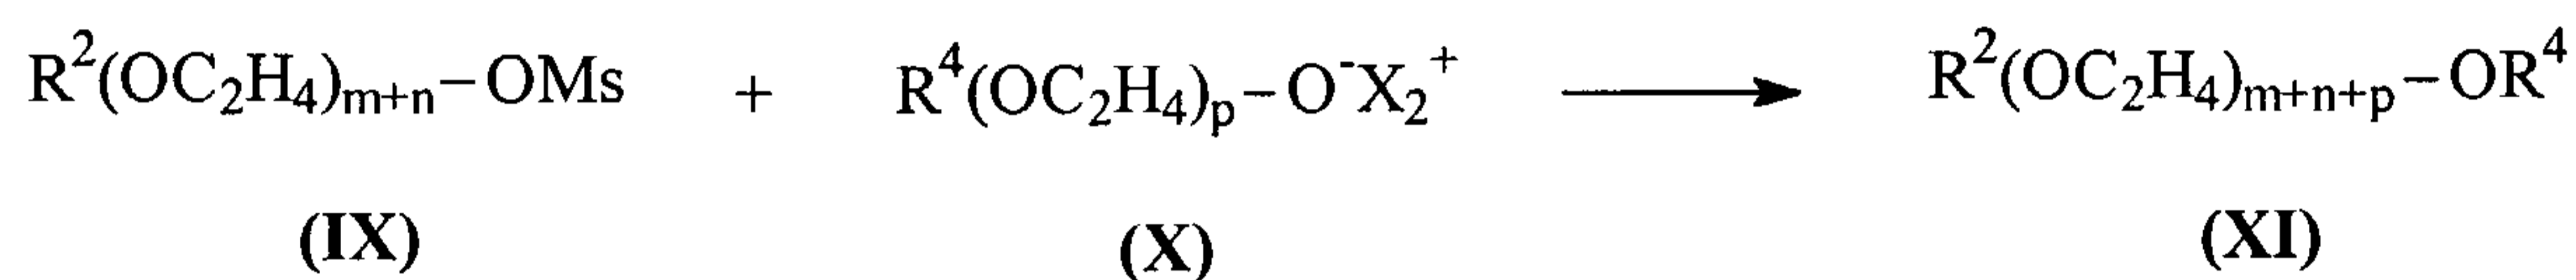 R²(OC₂H₄)ₘ₊ₙ–OMs + R⁴(OC₂H₄)ₚ–O⁻X₂⁺ ⟶ R²(OC₂H₄)ₘ₊ₙ₊ₚ–OR⁴
(IX) (X) (XI)